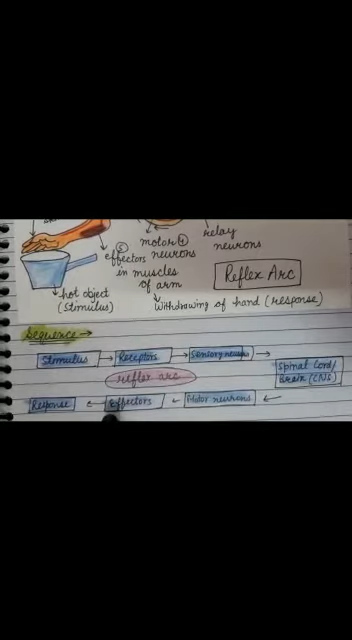 relay
neurons
motor 4
neurons
5
effectors
in muscles
of arm
Reflex Arc
hot object
(Stimulus)
Withdrawing of hand (response)
Sequence →
Stimulus → Receptors → Sensory neurons →
Spinal Cord/
Brain (CNS)
reflex arc
Response ← Effectors ← Motor neurons ←